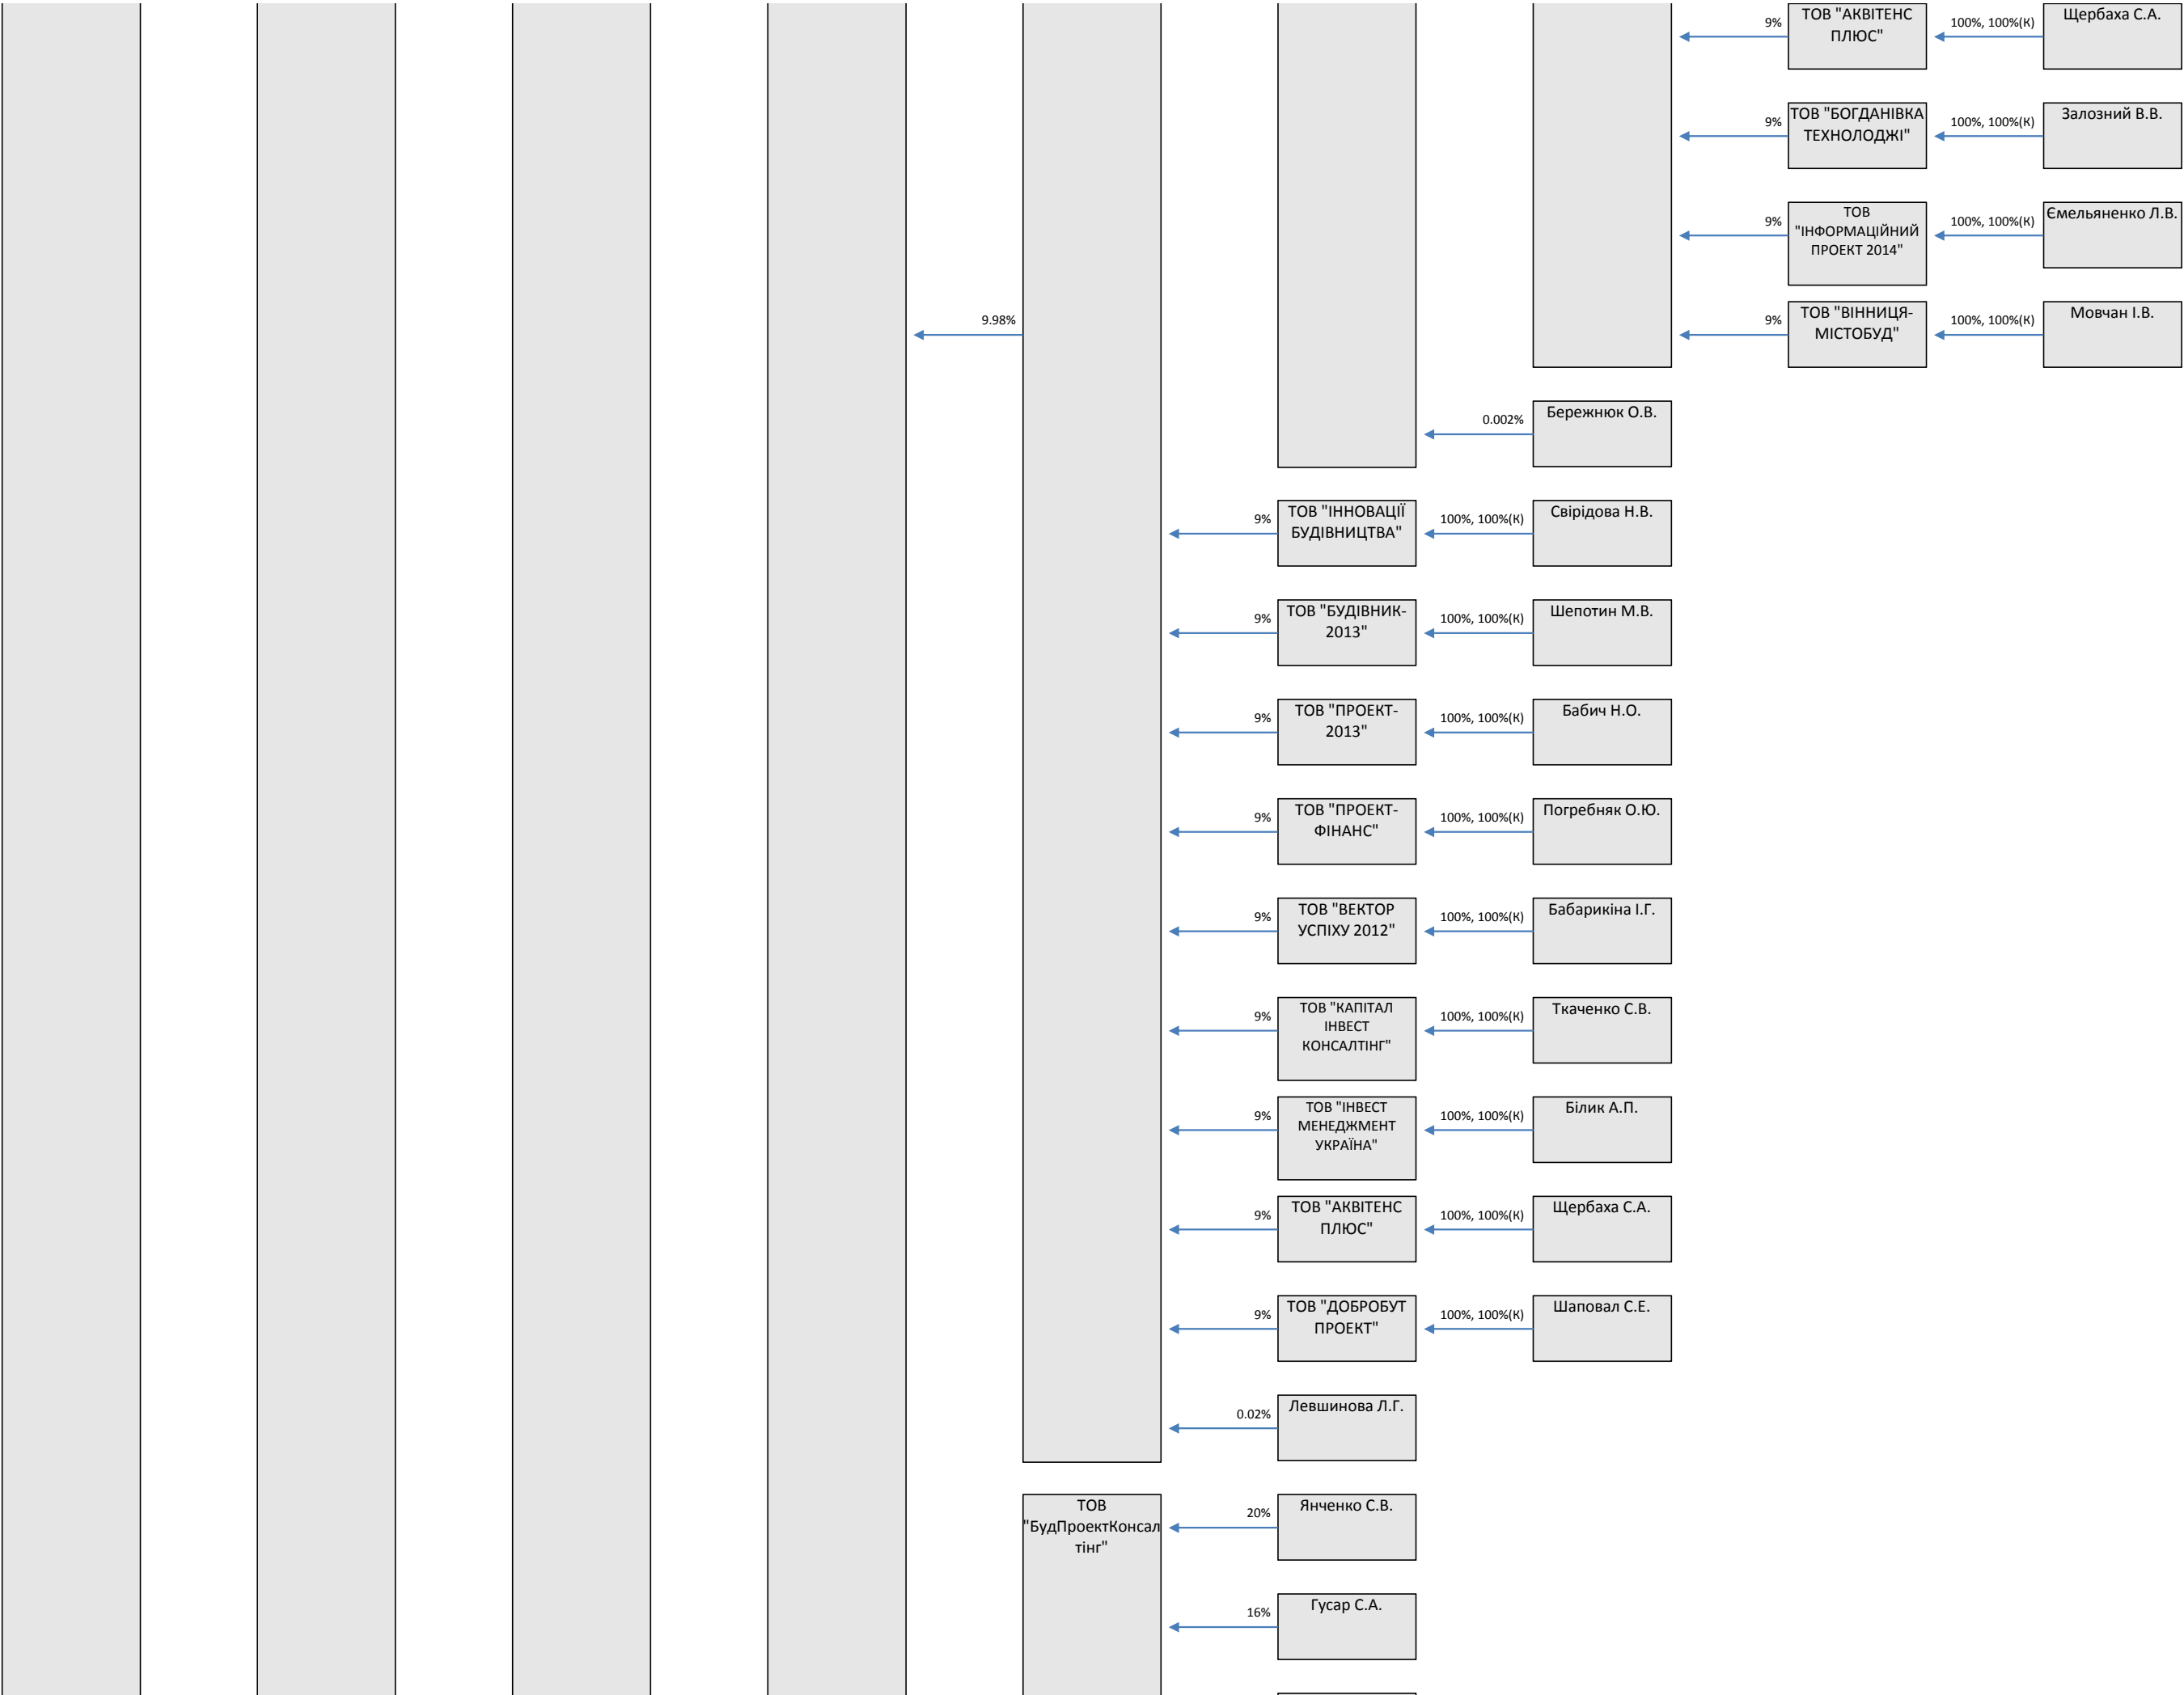 9%
ТОВ "АКВІТЕНС
ПЛЮС"
100%, 100%(К)
Щербаха С.А.
9%
ТОВ "БОГДАНІВКА
ТЕХНОЛОДЖІ"
100%, 100%(К)
Залозний В.В.
9%
ТОВ
"ІНФОРМАЦІЙНИЙ
ПРОЕКТ 2014"
100%, 100%(К)
Ємельяненко Л.В.
9.98%
9%
ТОВ "ВІННИЦЯ-
МІСТОБУД"
100%, 100%(К)
Мовчан І.В.
0.002%
Бережнюк О.В.
9%
ТОВ "ІННОВАЦІЇ
БУДІВНИЦТВА"
100%, 100%(К)
Свірідова Н.В.
9%
ТОВ "БУДІВНИК-
2013"
100%, 100%(К)
Шепотин М.В.
9%
ТОВ "ПРОЕКТ-
2013"
100%, 100%(К)
Бабич Н.О.
9%
ТОВ "ПРОЕКТ-
ФІНАНС"
100%, 100%(К)
Погребняк О.Ю.
9%
ТОВ "ВЕКТОР
УСПІХУ 2012"
100%, 100%(К)
Бабарикіна І.Г.
9%
ТОВ "КАПІТАЛ
ІНВЕСТ
КОНСАЛТІНГ"
100%, 100%(К)
Ткаченко С.В.
9%
ТОВ "ІНВЕСТ
МЕНЕДЖМЕНТ
УКРАЇНА"
100%, 100%(К)
Білик А.П.
9%
ТОВ "АКВІТЕНС
ПЛЮС"
100%, 100%(К)
Щербаха С.А.
9%
ТОВ "ДОБРОБУТ
ПРОЕКТ"
100%, 100%(К)
Шаповал С.Е.
0.02%
Левшинова Л.Г.
ТОВ
"БудПроектКонсал
тінг"
20%
Янченко С.В.
16%
Гусар С.А.